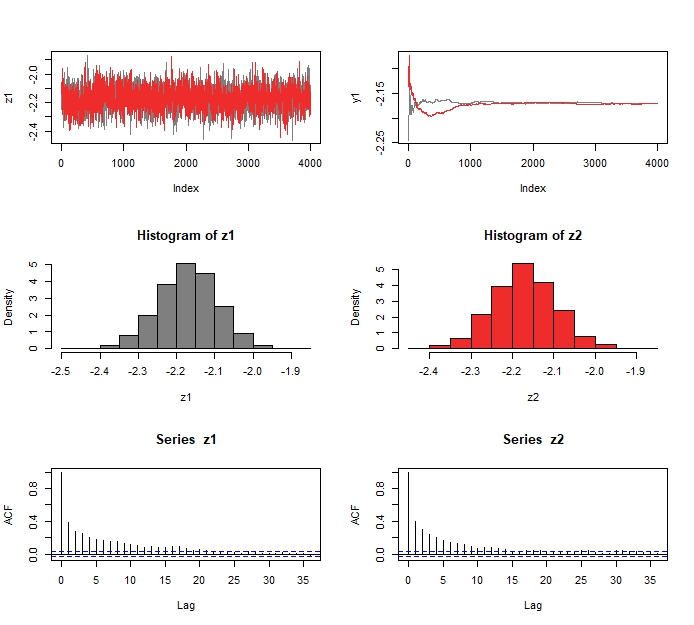 z1
-2.4 -2.2 -2.0
0 1000 2000 3000 4000
Index
y1
-2.25 -2.15
0 1000 2000 3000 4000
Index
Histogram of z1
Density
0 1 2 3 4 5
-2.5 -2.4 -2.3 -2.2 -2.1 -2.0 -1.9
z1
Histogram of z2
Density
0 1 2 3 4 5
-2.4 -2.3 -2.2 -2.1 -2.0 -1.9
z2
Series z1
ACF
0.0 0.4 0.8
0 5 10 15 20 25 30 35
Lag
Series z2
ACF
0.0 0.4 0.8
0 5 10 15 20 25 30 35
Lag